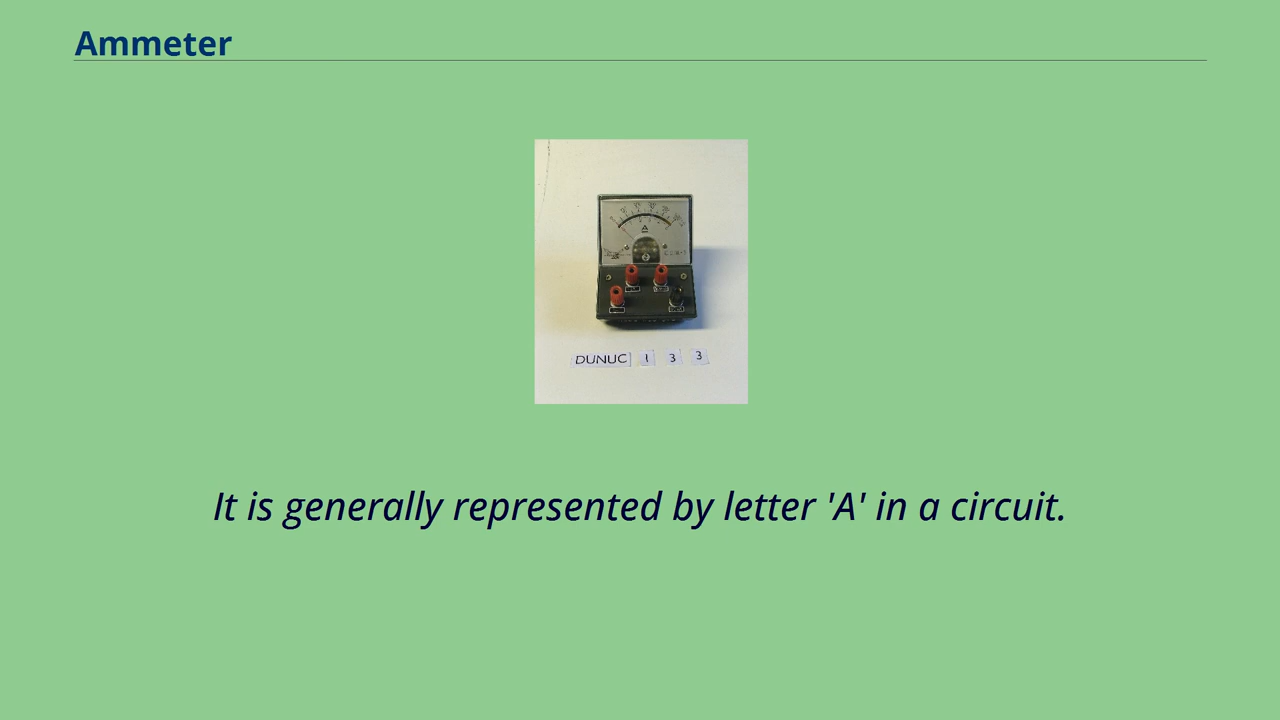 Ammeter
A
DUNUC 1 3 3
It is generally represented by letter 'A' in a circuit.